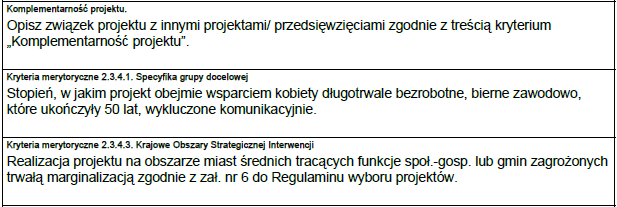 Komplementarność projektu.
Opisz związek projektu z innymi projektami/ przedsięwzięciami zgodnie z treścią kryterium
„Komplementarność projektu”.
Kryteria merytoryczne 2.3.4.1. Specyfika grupy docelowej
Stopień, w jakim projekt obejmie wsparciem kobiety długotrwale bezrobotne, bierne zawodowo,
które ukończyły 50 lat, wykluczone komunikacyjnie.
Kryteria merytoryczne 2.3.4.3. Krajowe Obszary Strategicznej Interwencji
Realizacja projektu na obszarze miast średnich tracących funkcje społ.-gosp. lub gmin zagrożonych
trwałą marginalizacją zgodnie z zał. nr 6 do Regulaminu wyboru projektów.